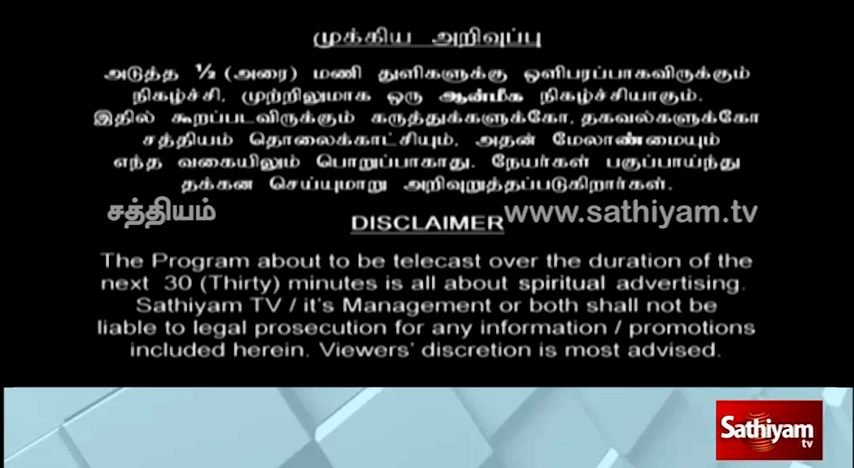 முக்கிய அறிவுப்பு
அடுத்த ½ (அரை) மணி துளிகளுக்கு ஒளிபரப்பாகவிருக்கும்
நிகழ்ச்சி, முற்றிலுமாக ஒரு ஆன்மீக நிகழ்ச்சியாகும்.
இதில் கூறப்படவிருக்கும் கருத்துக்களுக்கோ, தகவல்களுக்கோ
சத்தியம் தொலைக்காட்சியும், அதன் மேலாண்மையும்
எந்த வகையிலும் பொறுப்பாகாது. நேயர்கள் பகுப்பாய்ந்து
தக்கன செய்யுமாறு அறிவுறுத்தப்படுகிறார்கள்.
சத்தியம் www.sathiyam.tv
DISCLAIMER
The Program about to be telecast over the duration of the
next 30 (Thirty) minutes is all about spiritual advertising.
Sathiyam TV / it's Management or both shall not be
liable to legal prosecution for any information / promotions
included herein. Viewers' discretion is most advised.
Sathiyam
tv